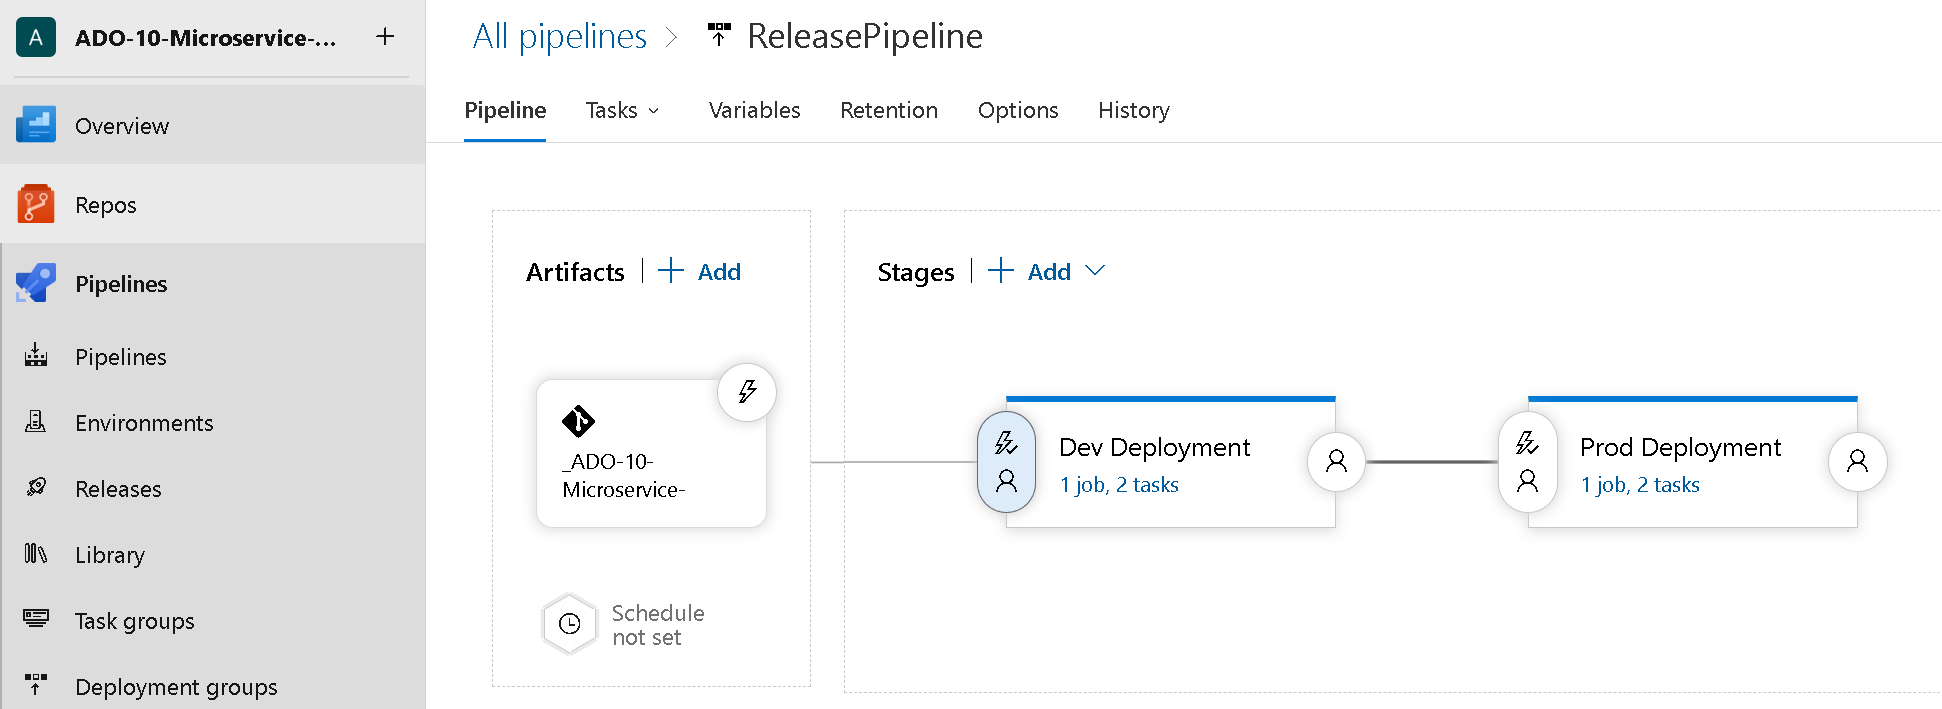 A
ADO-10-Microservice-...
Overview
Repos
Pipelines
Pipelines
Environments
Releases
Library
Task groups
Deployment groups
All pipelines > ReleasePipeline
Pipeline Tasks Variables Retention Options History
Artifacts | + Add
_ADO-10-
Microservice-
Schedule
not set
Stages | + Add
Dev Deployment
1 job, 2 tasks
Prod Deployment
1 job, 2 tasks